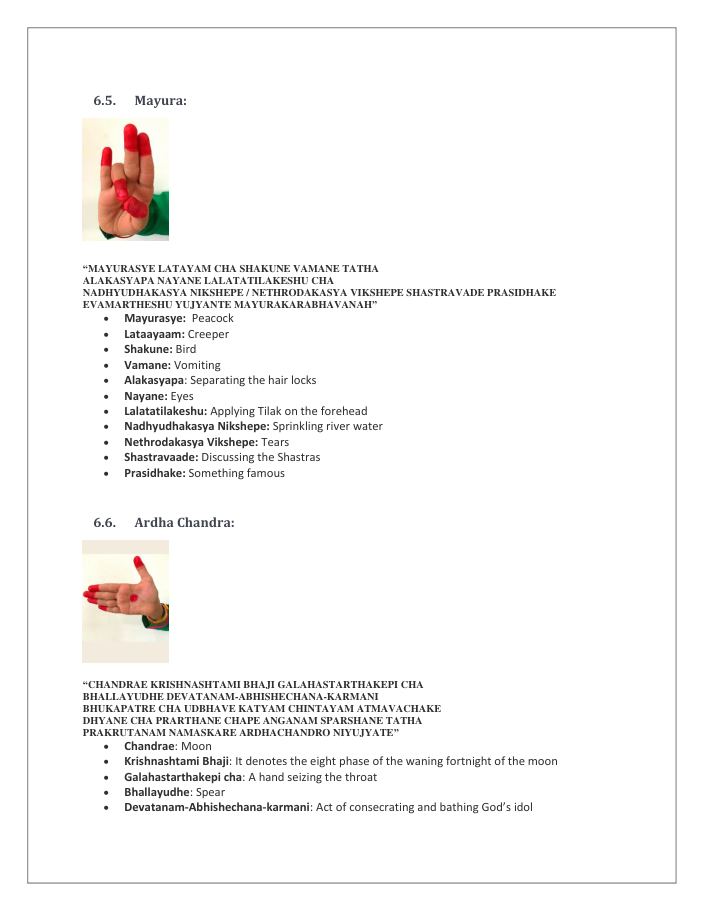 6.5. Mayura:
“MAYURASYE LATAYAM CHA SHAKUNE VAMANE TATHA
ALAKASYAPA NAYANE LALATATILAKESHU CHA
NADHYUDHAKASYA NIKSHEPE / NETHRODAKASYA VIKSHEPE SHASTRAVADE PRASIDHAKE
EVAMARTHESHU YUJYANTE MAYURAKARABHAVANAH”
• Mayurasye: Peacock
• Lataayaam: Creeper
• Shakune: Bird
• Vamane: Vomiting
• Alakasyapa: Separating the hair locks
• Nayane: Eyes
• Lalatatilakeshu: Applying Tilak on the forehead
• Nadhyudhakasya Nikshepe: Sprinkling river water
• Nethrodakasya Vikshepe: Tears
• Shastravaade: Discussing the Shastras
• Prasidhake: Something famous
6.6. Ardha Chandra:
“CHANDRAE KRISHNASHTAMI BHAJI GALAHASTARTHAKEPI CHA
BHALLAYUDHE DEVATANAM-ABHISHECHANA-KARMANI
BHUKAPATRE CHA UDBHAVE KATYAM CHINTAYAM ATMAVACHAKE
DHYANE CHA PRARTHANE CHAPE ANGANAM SPARSHANE TATHA
PRAKRUTANAM NAMASKARE ARDHACHANDRO NIYUJYATE”
• Chandrae: Moon
• Krishnashtami Bhaji: It denotes the eight phase of the waning fortnight of the moon
• Galahastarthakepi cha: A hand seizing the throat
• Bhallayudhe: Spear
• Devatanam-Abhishechana-karmani: Act of consecrating and bathing God’s idol